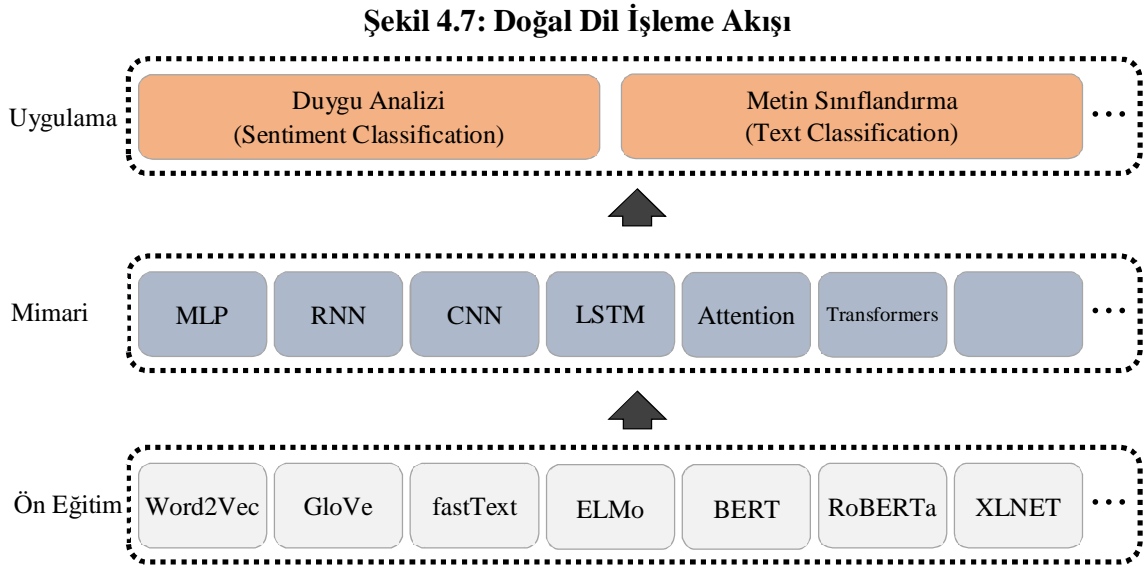 Şekil 4.7: Doğal Dil İşleme Akışı
Uygulama
Duygu Analizi
(Sentiment Classification)
Metin Sınıflandırma
(Text Classification)
...
Mimari
MLP
RNN
CNN
LSTM
Attention
Transformers
...
Ön Eğitim
Word2Vec
GloVe
fastText
ELMo
BERT
RoBERTa
XLNET
...